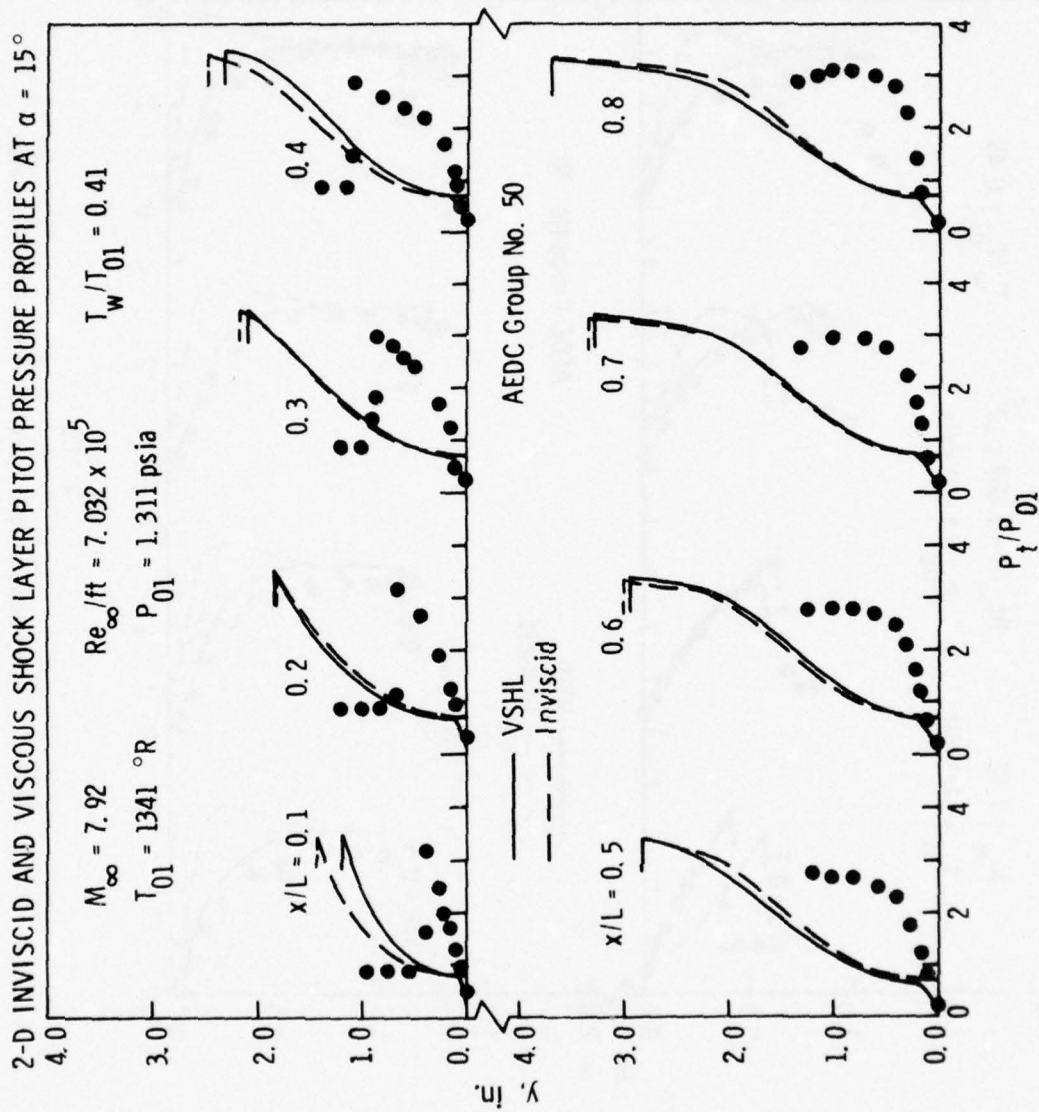 2-D INVISCID AND VISCOUS SHOCK LAYER PITOT PRESSURE PROFILES AT α = 15°
M∞ = 7.92 Re∞/ft = 7.032 x 10⁵ Tw/T01 = 0.41
T01 = 1341 °R P01 = 1.311 psia
4.0
3.0
2.0
1.0
0.0
x/L = 0.1
0.2
0.3
0.4
y, in.
VSHL
Inviscid
AEDC Group No. 50
4.0
3.0
2.0
1.0
0.0
x/L = 0.5
0.6
0.7
0.8
0 2 4 0 2 4 0 2 4 0 2 4
Pt/P01